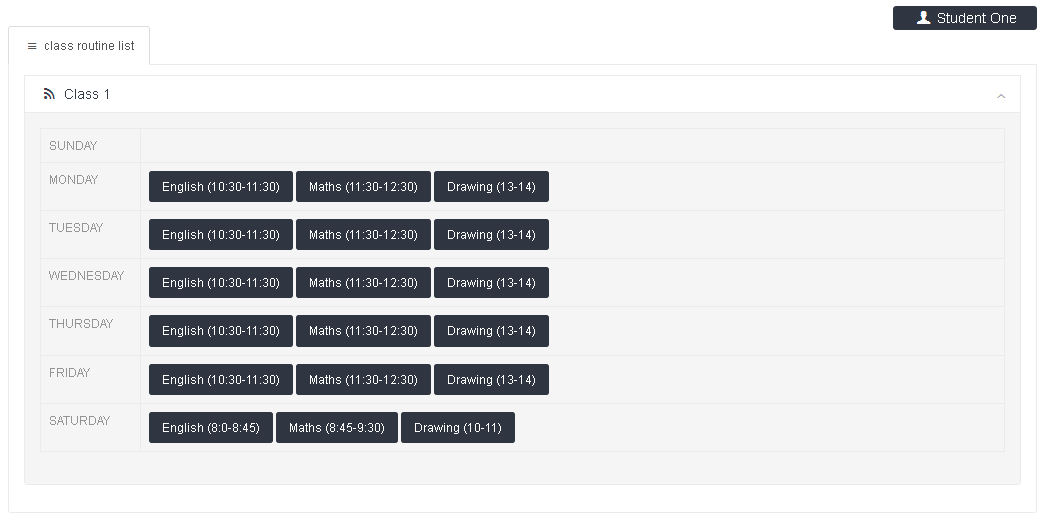 Student One
class routine list
Class 1
SUNDAY
MONDAY English (10:30-11:30) Maths (11:30-12:30) Drawing (13-14)
TUESDAY English (10:30-11:30) Maths (11:30-12:30) Drawing (13-14)
WEDNESDAY English (10:30-11:30) Maths (11:30-12:30) Drawing (13-14)
THURSDAY English (10:30-11:30) Maths (11:30-12:30) Drawing (13-14)
FRIDAY English (10:30-11:30) Maths (11:30-12:30) Drawing (13-14)
SATURDAY English (8:0-8:45) Maths (8:45-9:30) Drawing (10-11)